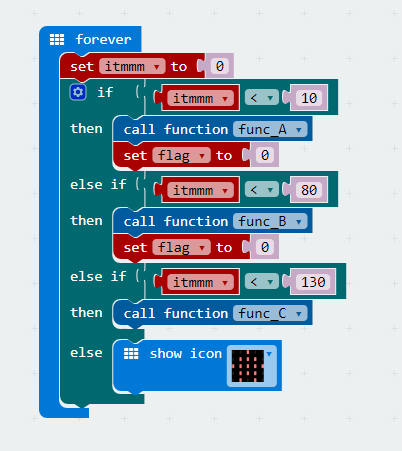 forever
set itmmm to 0
if itmmm < 10
then call function func_A
set flag to 0
else if itmmm < 80
then call function func_B
set flag to 0
else if itmmm < 130
then call function func_C
else show icon